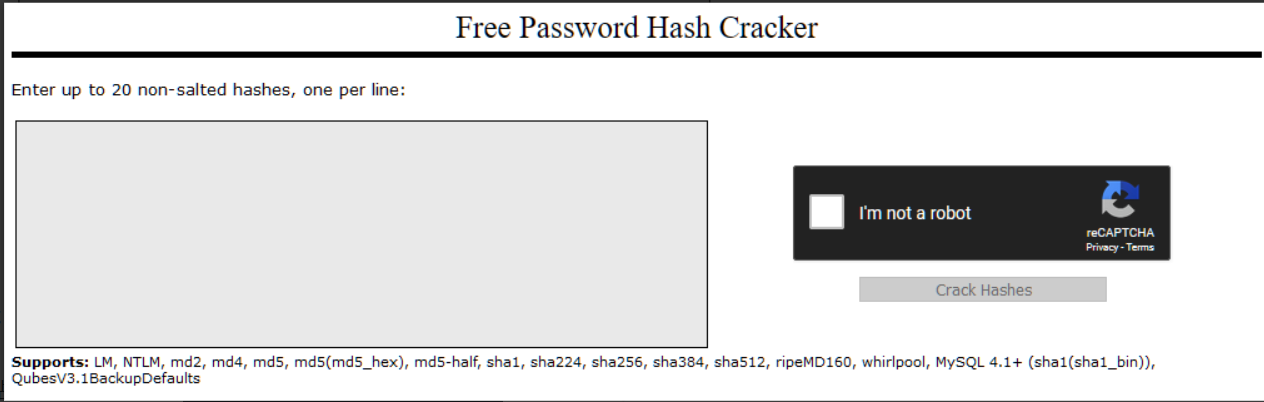 Free Password Hash Cracker
Enter up to 20 non-salted hashes, one per line:
I'm not a robot
reCAPTCHA
Privacy - Terms
Crack Hashes
Supports: LM, NTLM, md2, md4, md5, md5(md5_hex), md5-half, sha1, sha224, sha256, sha384, sha512, ripeMD160, whirlpool, MySQL 4.1+ (sha1(sha1_bin)),
QubesV3.1BackupDefaults